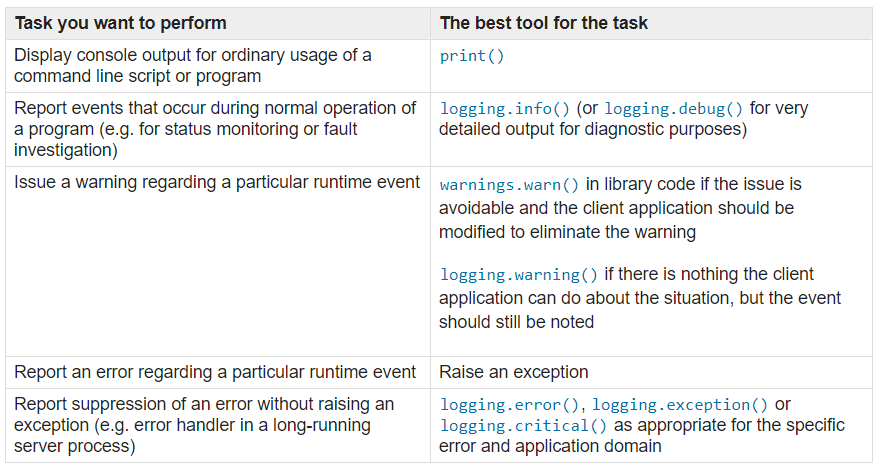 Task you want to perform
The best tool for the task
Display console output for ordinary usage of a
command line script or program
print()
Report events that occur during normal operation of
a program (e.g. for status monitoring or fault
investigation)
logging.info() (or logging.debug() for very
detailed output for diagnostic purposes)
Issue a warning regarding a particular runtime event
warnings.warn() in library code if the issue is
avoidable and the client application should be
modified to eliminate the warning
logging.warning() if there is nothing the client
application can do about the situation, but the event
should still be noted
Report an error regarding a particular runtime event
Raise an exception
Report suppression of an error without raising an
exception (e.g. error handler in a long-running
server process)
logging.error(), logging.exception() or
logging.critical() as appropriate for the specific
error and application domain